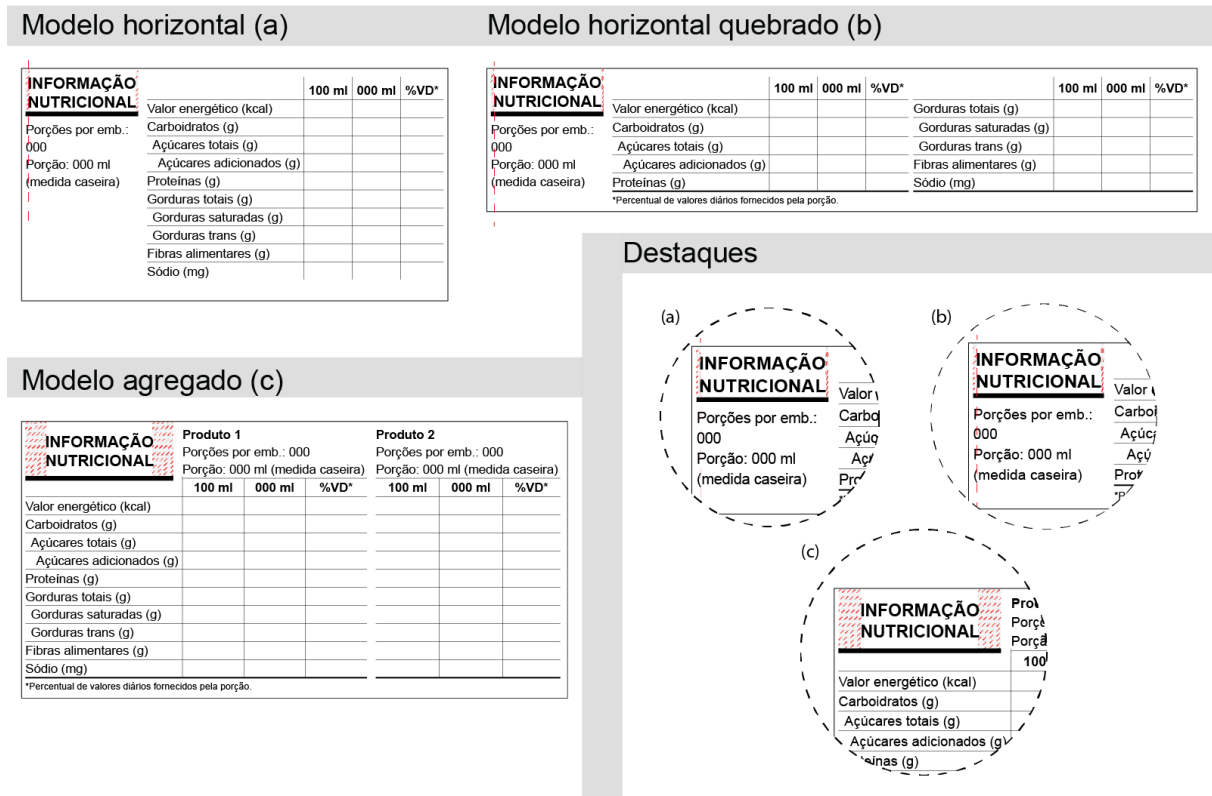 Modelo horizontal (a)
INFORMAÇÃO
NUTRICIONAL
Porções por emb.:
000
Porção: 000 ml
(medida caseira)
100 ml 000 ml %VD*
Valor energético (kcal)
Carboidratos (g)
Açúcares totais (g)
Açúcares adicionados (g)
Proteínas (g)
Gorduras totais (g)
Gorduras saturadas (g)
Gorduras trans (g)
Fibras alimentares (g)
Sódio (mg)
Modelo horizontal quebrado (b)
INFORMAÇÃO
NUTRICIONAL
Porções por emb.:
000
Porção: 000 ml
(medida caseira)
100 ml 000 ml %VD*
Valor energético (kcal)
Carboidratos (g)
Açúcares totais (g)
Açúcares adicionados (g)
Proteínas (g)
100 ml 000 ml %VD*
Gorduras totais (g)
Gorduras saturadas (g)
Gorduras trans (g)
Fibras alimentares (g)
Sódio (mg)
*Percentual de valores diários fornecidos pela porção.
Modelo agregado (c)
INFORMAÇÃO
NUTRICIONAL
Produto 1
Porções por emb.: 000
Porção: 000 ml (medida caseira)
100 ml 000 ml %VD*
Produto 2
Porções por emb.: 000
Porção: 000 ml (medida caseira)
100 ml 000 ml %VD*
Valor energético (kcal)
Carboidratos (g)
Açúcares totais (g)
Açúcares adicionados (g)
Proteínas (g)
Gorduras totais (g)
Gorduras saturadas (g)
Gorduras trans (g)
Fibras alimentares (g)
Sódio (mg)
*Percentual de valores diários fornecidos pela porção.
Destaques
(a)
INFORMAÇÃO
NUTRICIONAL
Porções por emb.:
000
Porção: 000 ml
(medida caseira)
Valor
(b)
INFORMAÇÃO
NUTRICIONAL
Porções por emb.:
000
Porção: 000 ml
(medida caseira)
Valor
(c)
INFORMAÇÃO
NUTRICIONAL
100
Valor energético (kcal)
Carboidratos (g)
Açúcares totais (g)
Açúcares adicionados (g)